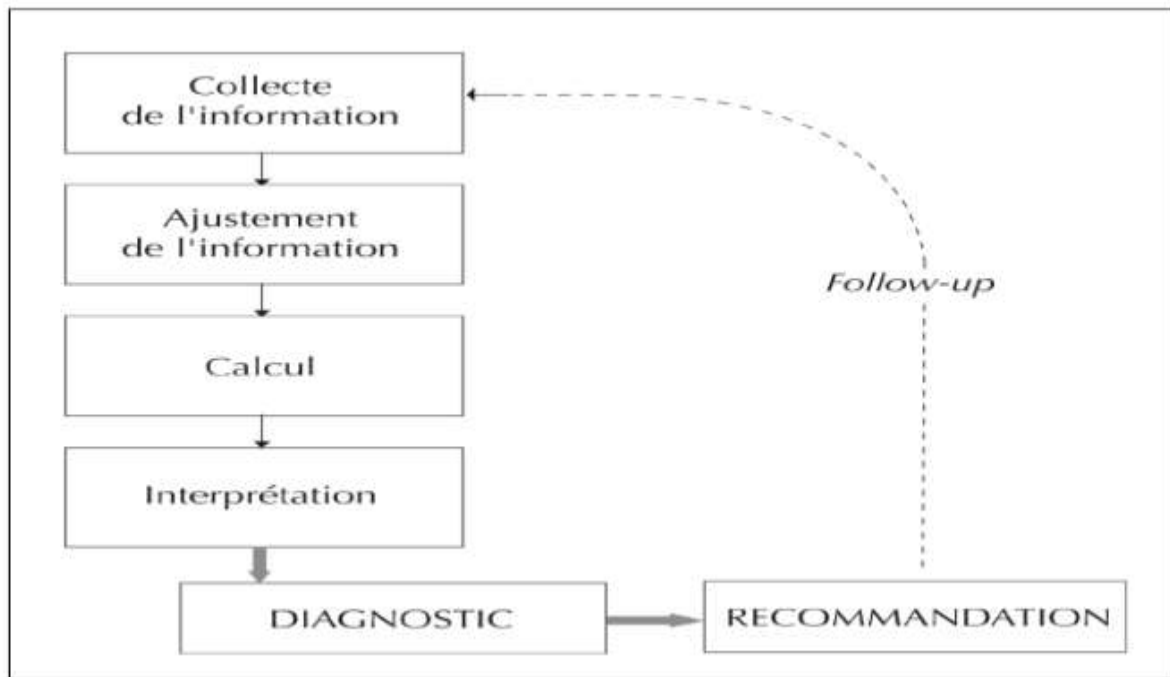 Collecte
de l'information
Ajustement
de l'information
Calcul
Interprétation
DIAGNOSTIC
RECOMMANDATION
Follow-up